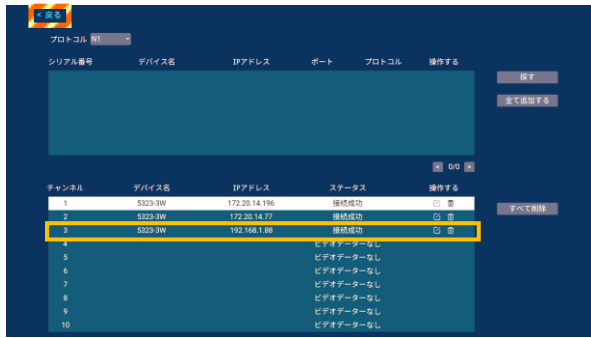 < 戻る
プロトコル N1
シリアル番号 デバイス名 IPアドレス ポート プロトコル 操作する
探す
全て追加する
< 0/0 >
チャンネル デバイス名 IPアドレス ステータス 操作する
1 5323-3W 172.20.14.196 接続成功
すべて削除
2 5323-3W 172.20.14.77 接続成功
3 5323-3W 192.168.1.88 接続成功
4 ビデオデーターなし
5 ビデオデーターなし
6 ビデオデーターなし
7 ビデオデーターなし
8 ビデオデーターなし
9 ビデオデーターなし
10 ビデオデーターなし